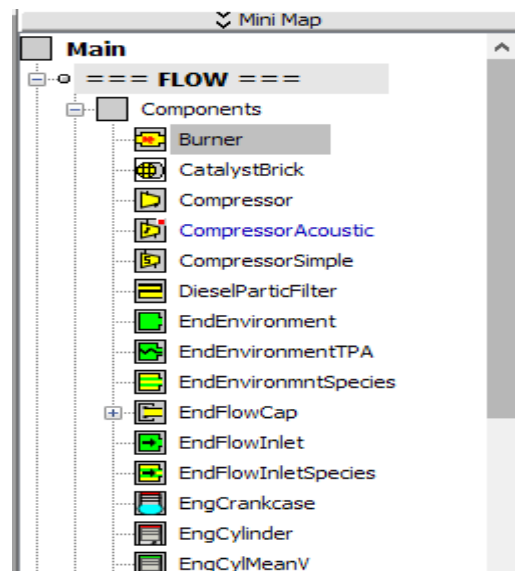 Mini Map
Main
=== FLOW ===
Components
Burner
CatalystBrick
Compressor
CompressorAcoustic
CompressorSimple
DieselParticFilter
EndEnvironment
EndEnvironmentTPA
EndEnvironmntSpecies
EndFlowCap
EndFlowInlet
EndFlowInletSpecies
EngCrankcase
EngCylinder
EngCylMeanV